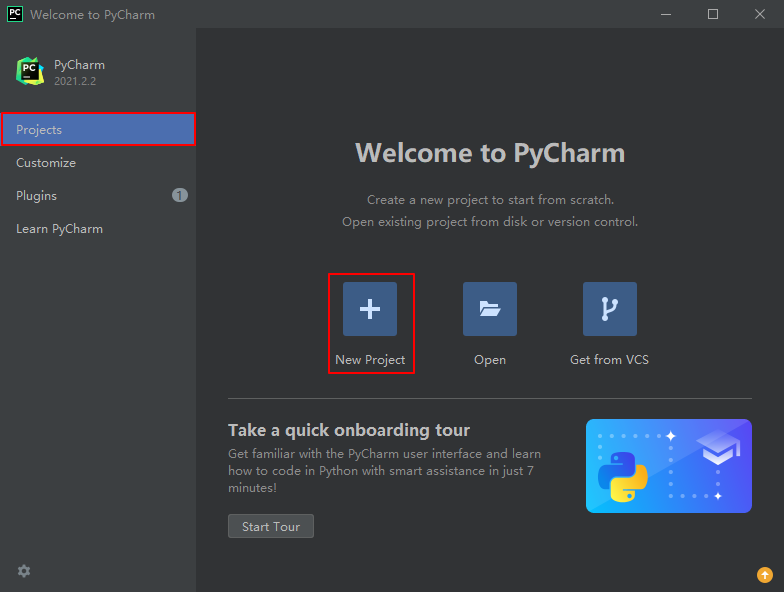 PC Welcome to PyCharm
PC PyCharm
2021.2.2
Projects
Customize
Plugins 1
Learn PyCharm
Welcome to PyCharm
Create a new project to start from scratch.
Open existing project from disk or version control.
New Project
Open
Get from VCS
Take a quick onboarding tour
Get familiar with the PyCharm user interface and learn
how to code in Python with smart assistance in just 7
minutes!
Start Tour